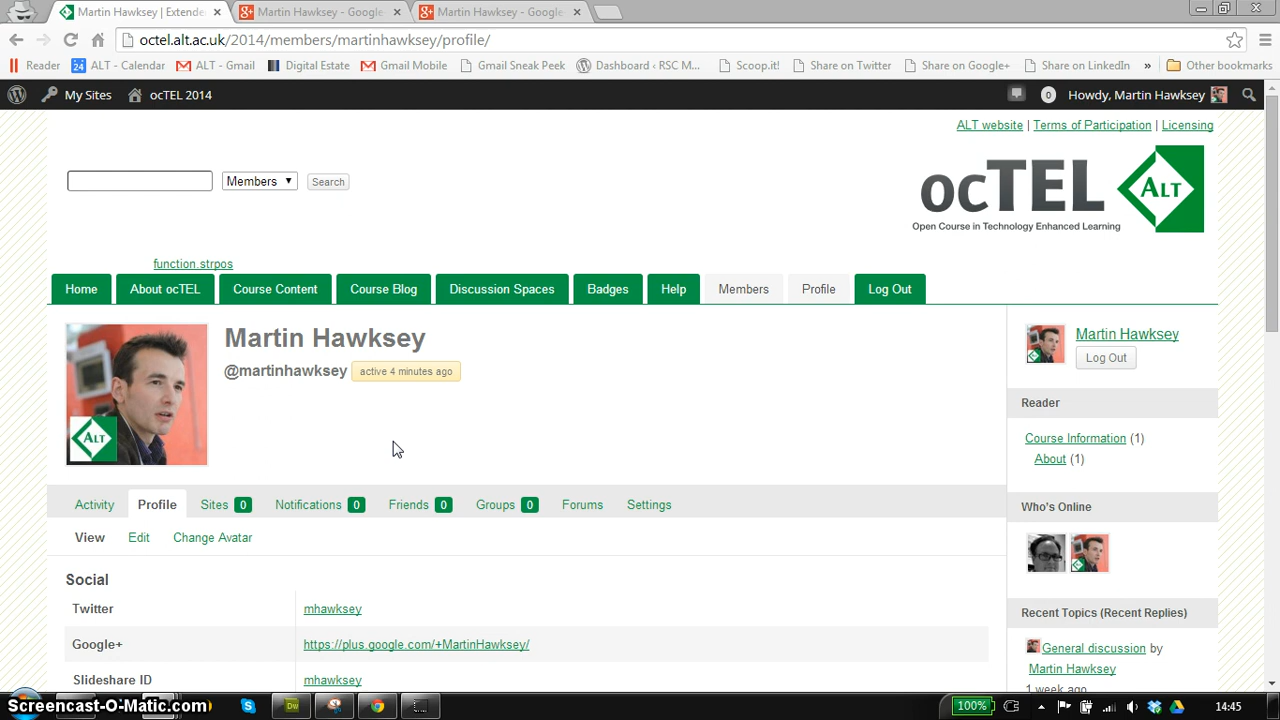 Martin Hawksey | Extende
Martin Hawksey - Google
Martin Hawksey - Google
octel.alt.ac.uk/2014/members/martinhawksey/profile/
Reader 24 ALT - Calendar ALT - Gmail Digital Estate Gmail Mobile Gmail Sneak Peek Dashboard ‹ RSC M... Scoop.it! Share on Twitter Share on Google+ Share on LinkedIn » Other bookmarks
My Sites ocTEL 2014 0 Howdy, Martin Hawksey
ALT website | Terms of Participation | Licensing
Members ▼ Search
ocTEL ALT
Open Course in Technology Enhanced Learning
function.strpos
Home About ocTEL Course Content Course Blog Discussion Spaces Badges Help Members Profile Log Out
Martin Hawksey
@martinhawksey active 4 minutes ago
ALT
Activity Profile Sites 0 Notifications 0 Friends 0 Groups 0 Forums Settings
View Edit Change Avatar
Social
Twitter mhawksey
Google+ https://plus.google.com/+MartinHawksey/
Slideshare ID mhawksey
Martin Hawksey
Log Out
Reader
Course Information (1)
About (1)
Who's Online
Recent Topics (Recent Replies)
General discussion by
Martin Hawksey
1 week ago
Screencast-O-Matic.com Dw 100% 14:45